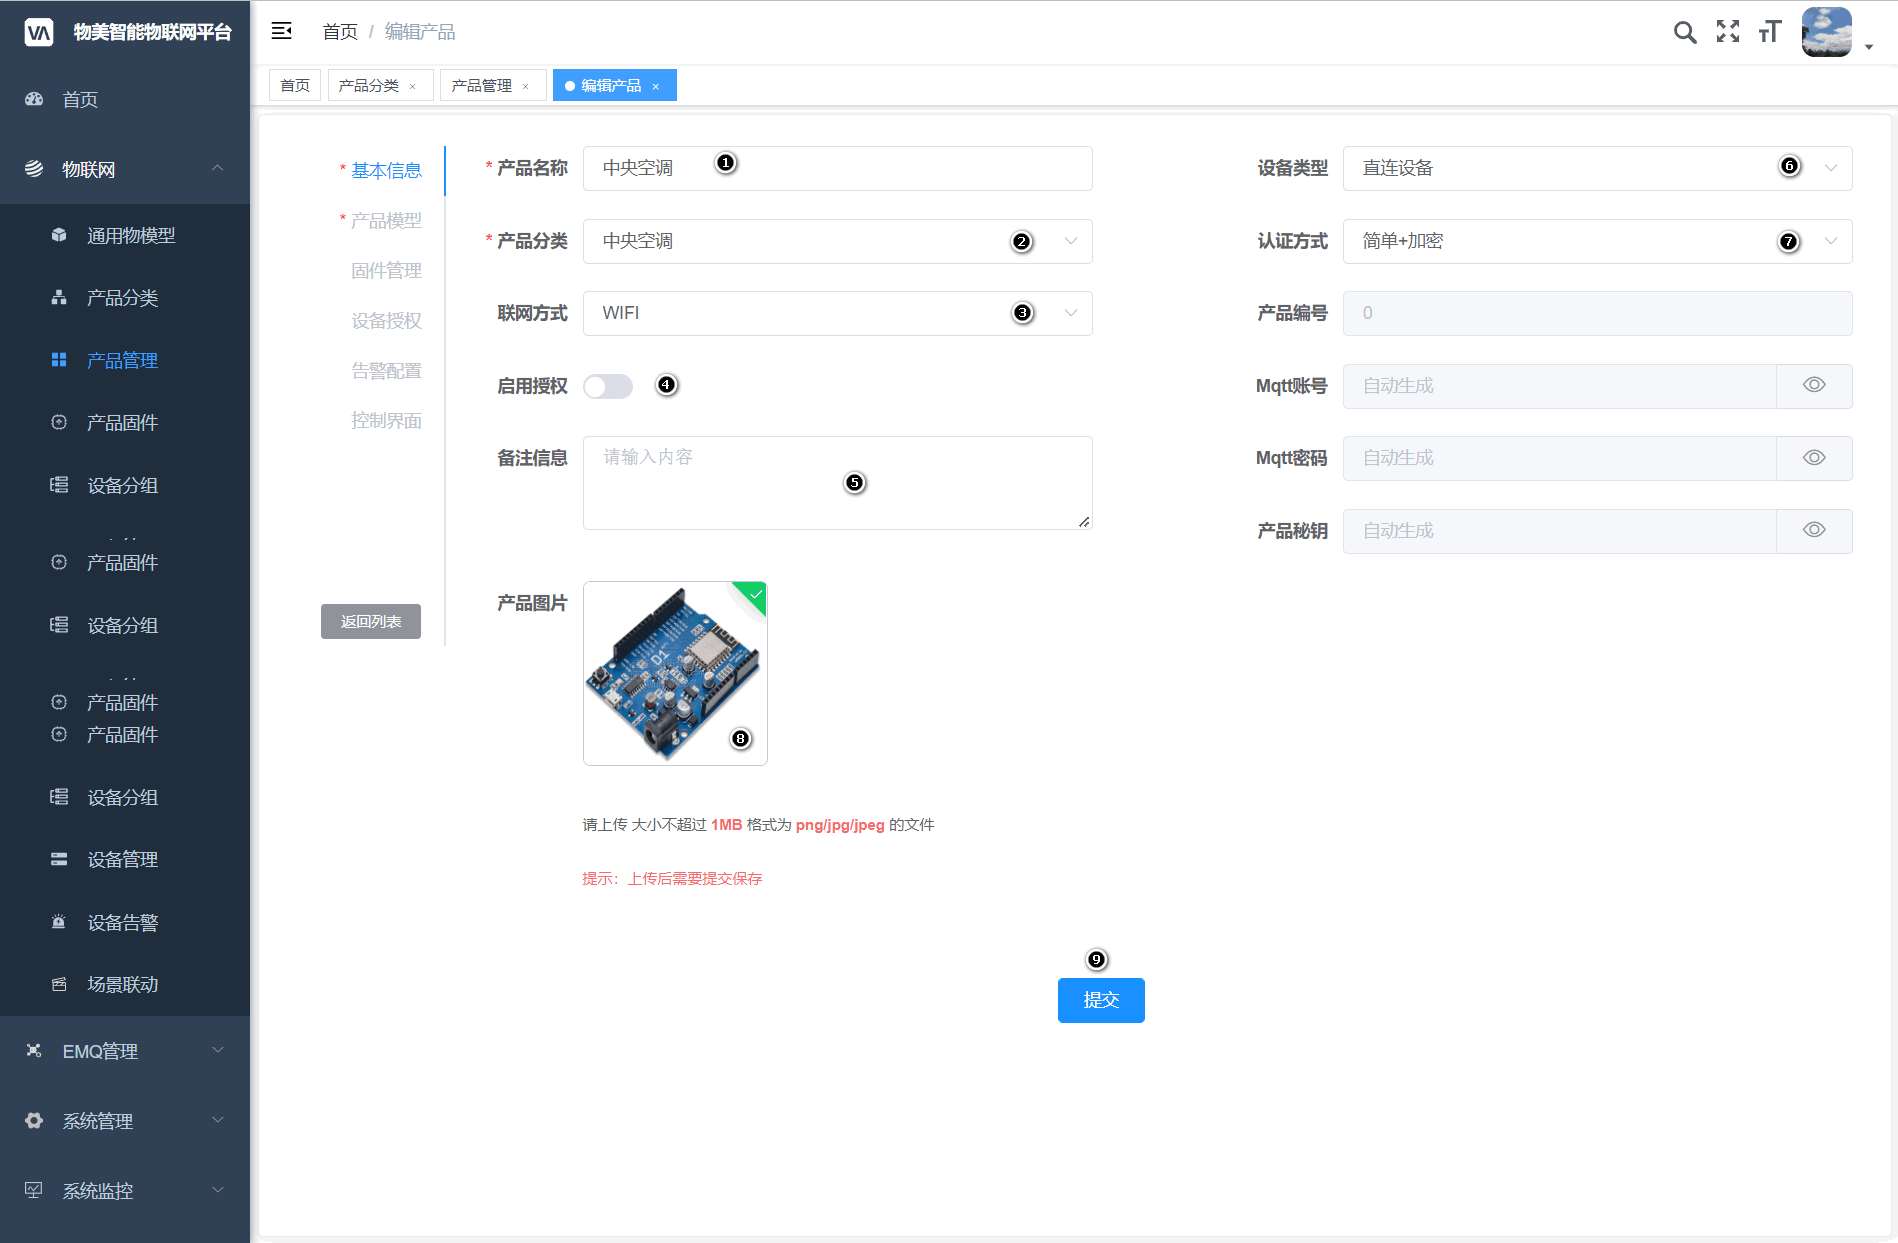 VA 物美智能物联网平台
首页 / 编辑产品
首页
产品分类 ×
产品管理 ×
编辑产品 ×
首页
物联网
通用物模型
产品分类
产品管理
产品固件
设备分组
产品固件
设备分组
产品固件
产品固件
设备分组
设备管理
设备告警
场景联动
EMQ管理
系统管理
系统监控
* 基本信息
* 产品模型
固件管理
设备授权
告警配置
控制界面
返回列表
* 产品名称 中央空调 1
* 产品分类 中央空调 2
联网方式 WIFI 3
启用授权 4
备注信息 请输入内容 5
产品图片
D1
8
请上传 大小不超过 1MB 格式为 png/jpg/jpeg 的文件
提示：上传后需要提交保存
设备类型 直连设备 6
认证方式 简单+加密 7
产品编号 0
Mqtt账号 自动生成
Mqtt密码 自动生成
产品秘钥 自动生成
9
提交